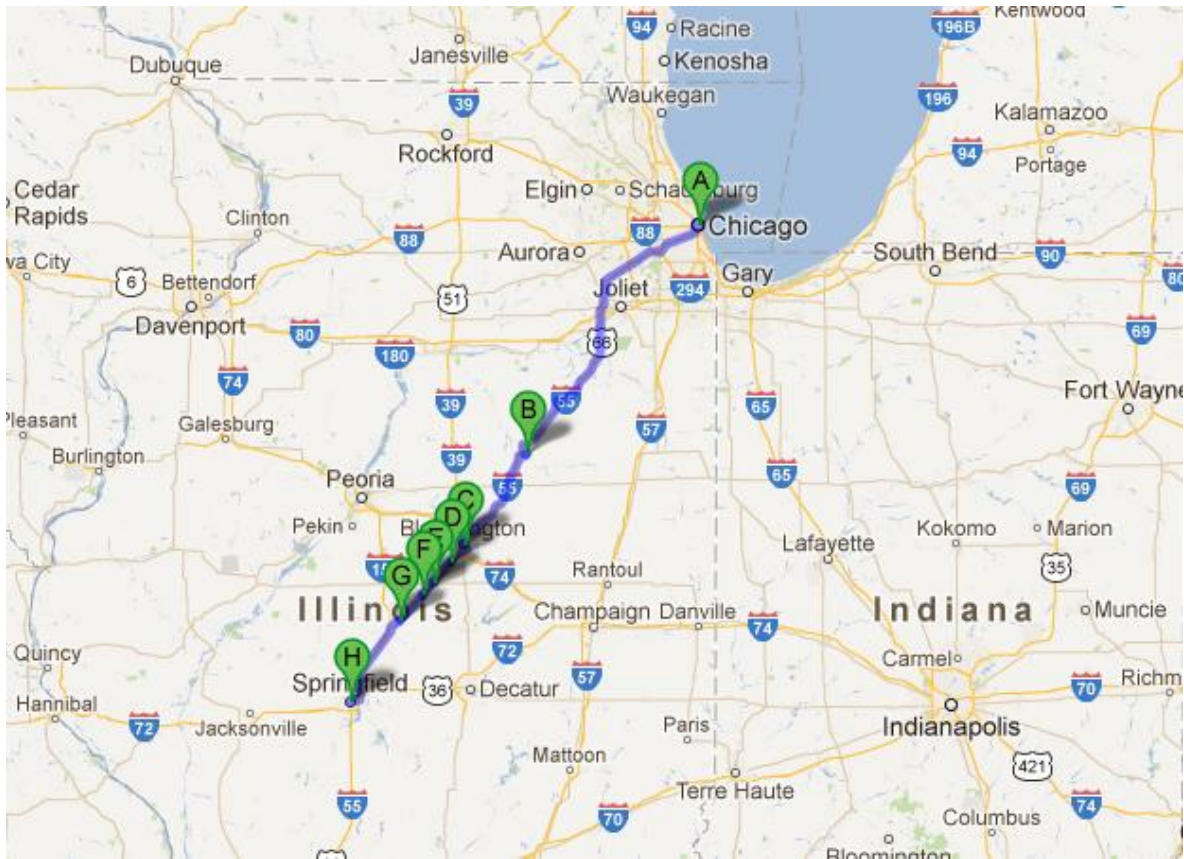 94
Racine
196B
Kentwood
Janesville
Kenosha
Dubuque
39
Waukegan
196
Kalamazoo
Rockford
94
Portage
Cedar
Rapids
Elgin
A
Clinton
88
88
Chicago
Aurora
South Bend
90
va City
6
Bettendorf
51
Joliet
294
Gary
80
Davenport
80
66
69
180
74
39
55
65
Fort Wayne
B
57
Pleasant
Galesburg
39
Burlington
65
Peoria
55
69
C
Pekin
D
Kokomo
Marion
F
Lafayette
G
74
Rantoul
35
Illinois
Champaign
Danville
74
Indiana
Muncie
Quincy
H
72
Carmel
Springfield
36
Decatur
57
70
Hannibal
72
Jacksonville
Paris
Indianapolis
Mattoon
421
55
Terre Haute
74
70
Columbus
Bloomington